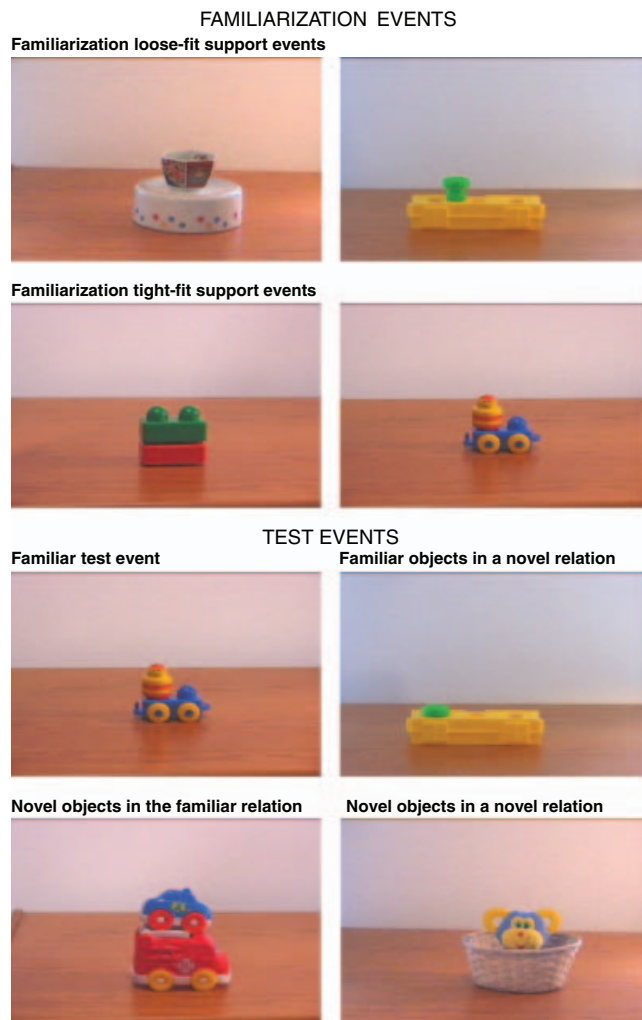 FAMILIARIZATION EVENTS
Familiarization loose-fit support events
Familiarization tight-fit support events
TEST EVENTS
Familiar test event
Familiar objects in a novel relation
Novel objects in the familiar relation
Novel objects in a novel relation